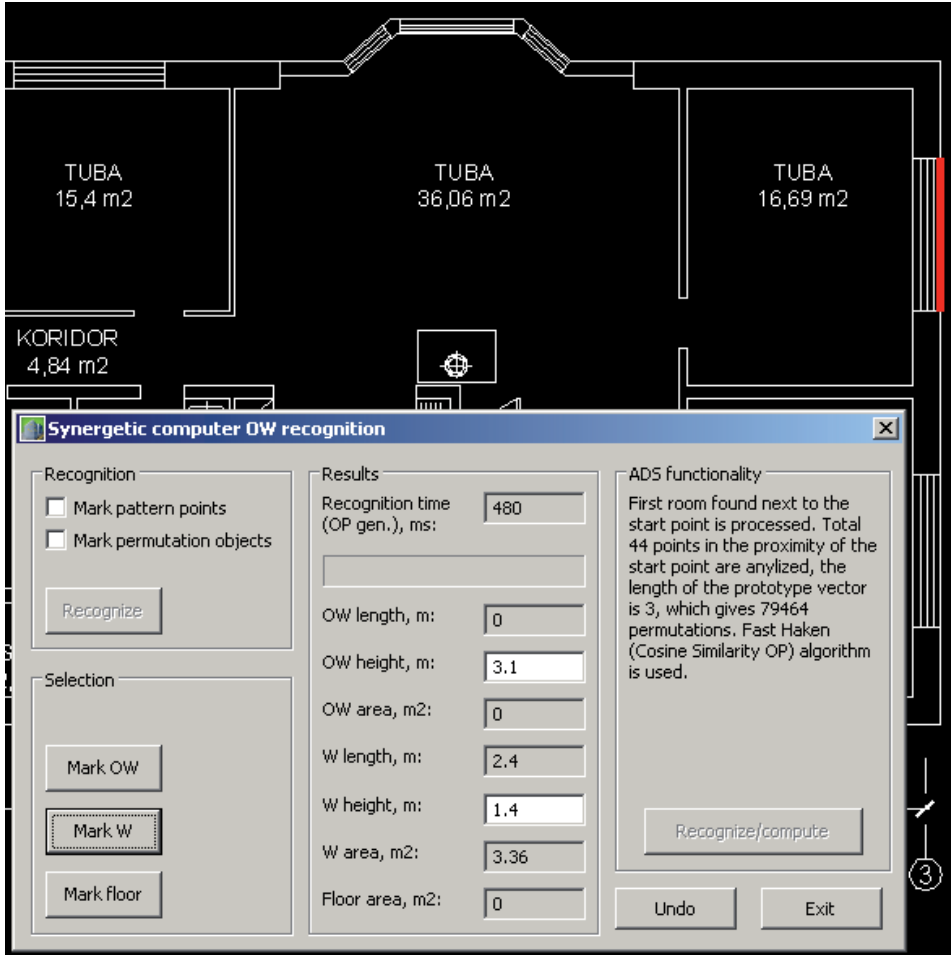 TUBA
15,4 m2
TUBA
36,06 m2
TUBA
16,69 m2
KORIDOR
4,84 m2
Synergetic computer OW recognition
Recognition
Mark pattern points
Mark permutation objects
Recognize
Selection
Mark OW
Mark W
Mark floor
Results
Recognition time
(OP gen.), ms:
480
OW length, m:
0
OW height, m:
3.1
OW area, m2:
0
W length, m:
2.4
W height, m:
1.4
W area, m2:
3.36
Floor area, m2:
0
ADS functionality
First room found next to the
start point is processed. Total
44 points in the proximity of the
start point are anylized, the
length of the prototype vector
is 3, which gives 79464
permutations. Fast Haken
(Cosine Similarity OP) algorithm
is used.
Recognize/compute
Undo
Exit
3